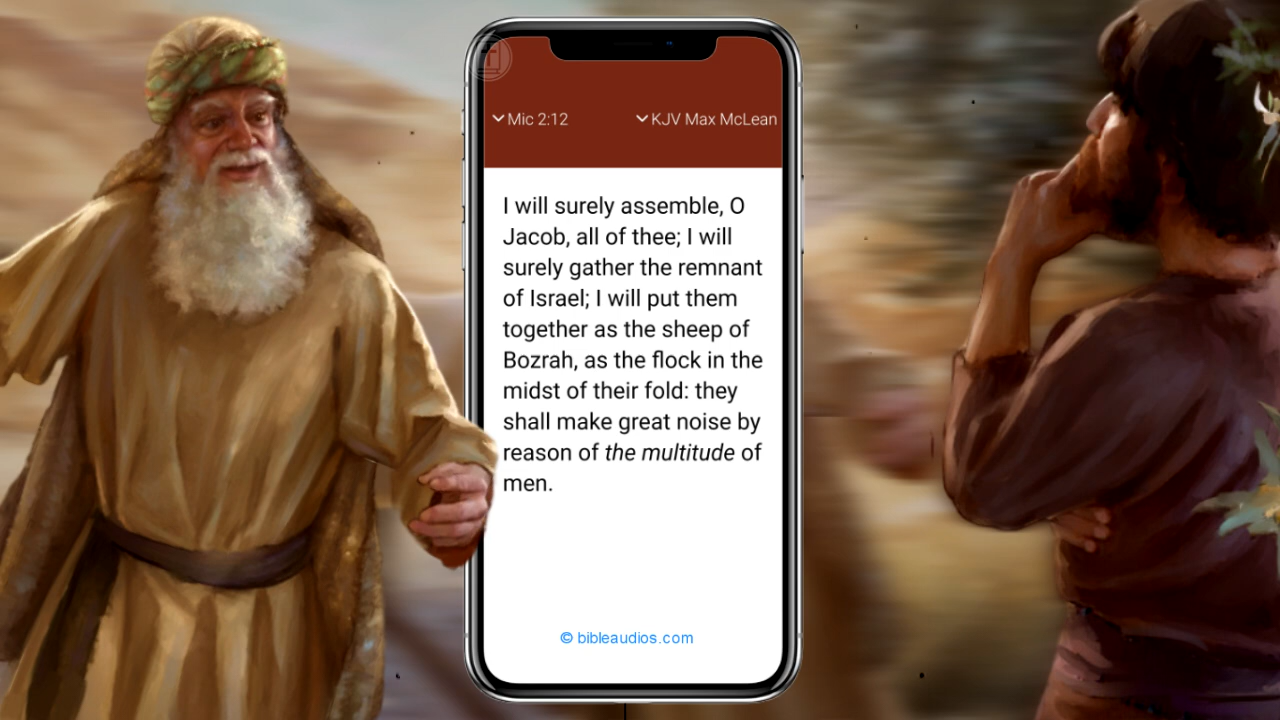 Mic 2:12
KJV Max McLean
I will surely assemble, O
Jacob, all of thee; I will
surely gather the remnant
of Israel; I will put them
together as the sheep of
Bozrah, as the flock in the
midst of their fold: they
shall make great noise by
reason of the multitude of
men.
© bibleaudios.com